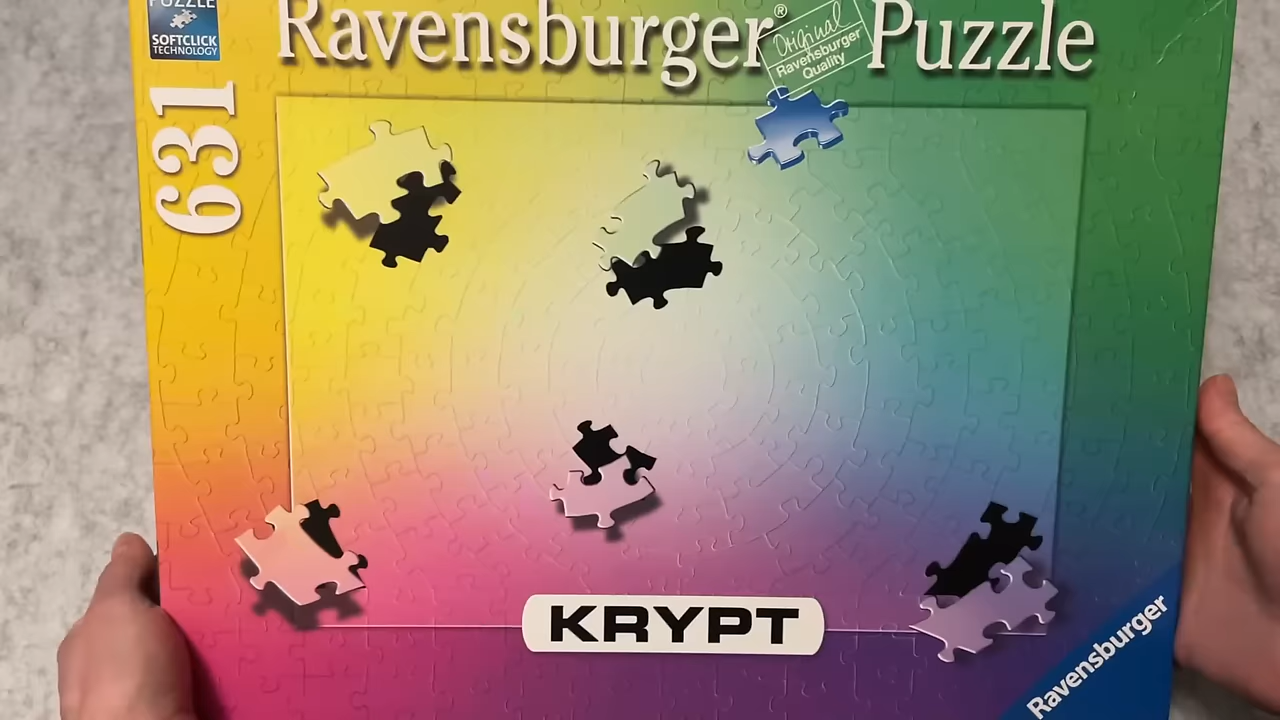 PUZZLE
SOFTCLICK
TECHNOLOGY
631
Ravensburger® Puzzle
Original
Ravensburger
Quality
KRYPT
Ravensburger